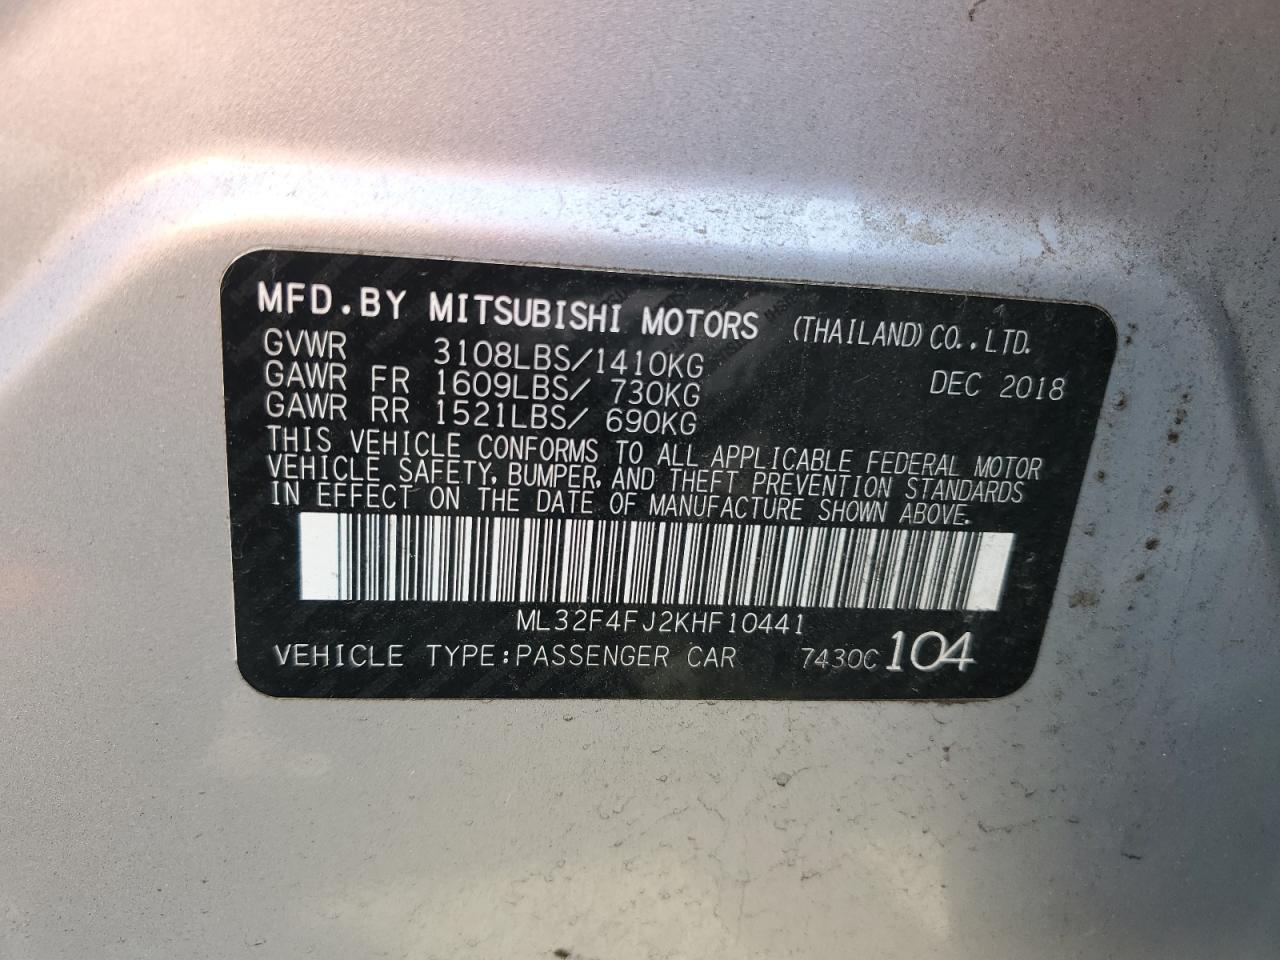 MFD.BY MITSUBISHI MOTORS (THAILAND) CO.,LTD.
GVWR 3108LBS/1410KG DEC 2018
GAWR FR 1609LBS/ 730KG
GAWR RR 1521LBS/ 690KG
THIS VEHICLE CONFORMS TO ALL APPLICABLE FEDERAL MOTOR
VEHICLE SAFETY, BUMPER, AND THEFT PREVENTION STANDARDS
IN EFFECT ON THE DATE OF MANUFACTURE SHOWN ABOVE.
ML32F4FJ2KHF10441
VEHICLE TYPE:PASSENGER CAR 7430C 104